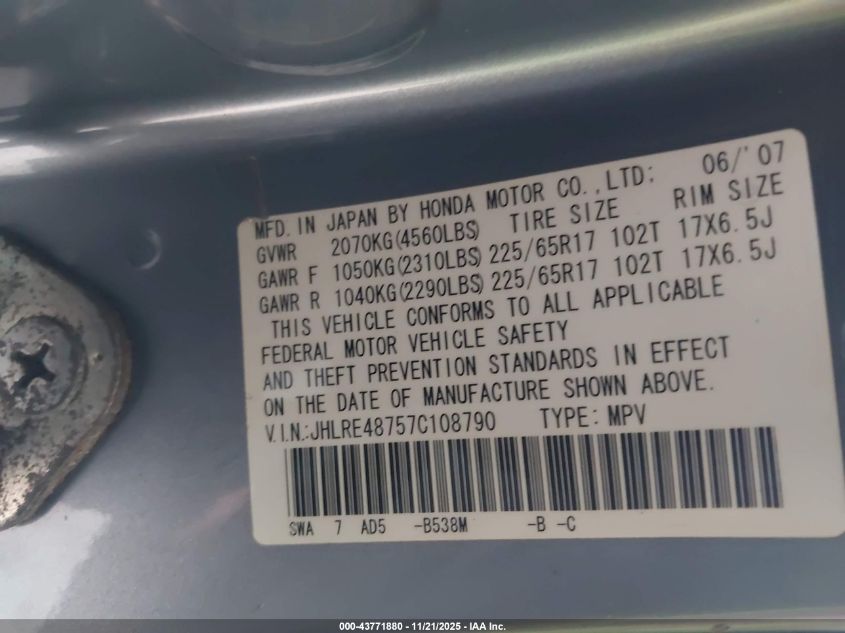 MFD. IN JAPAN BY HONDA MOTOR CO.,LTD: 06/'07
GVWR 2070KG(4560LBS) TIRE SIZE RIM SIZE
GAWR F 1050KG(2310LBS) 225/65R17 102T 17X6.5J
GAWR R 1040KG(2290LBS) 225/65R17 102T 17X6.5J
THIS VEHICLE CONFORMS TO ALL APPLICABLE
FEDERAL MOTOR VEHICLE SAFETY
AND THEFT PREVENTION STANDARDS IN EFFECT
ON THE DATE OF MANUFACTURE SHOWN ABOVE.
V.I.N.:JHLRE48757C108790 TYPE: MPV
SWA 7 AD5 -B538M -B -C
000-43771880 - 11/21/2025 - IAA Inc.